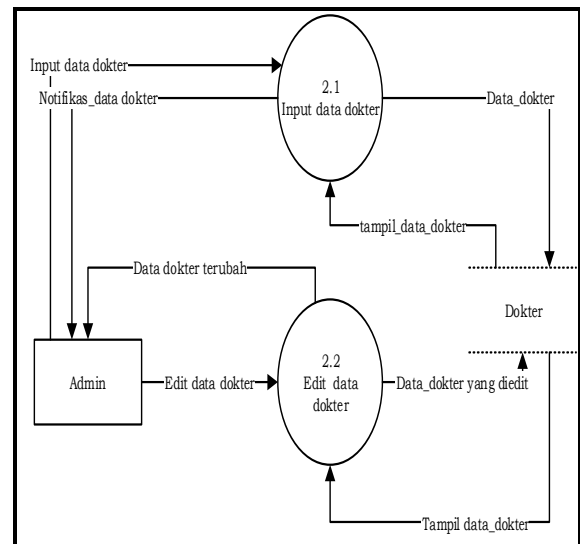 Input data dokter
Notifikas_data dokter
2.1
Input data dokter
Data_dokter
tampil_data_dokter
Data dokter terubah
Dokter
Admin
Edit data dokter
2.2
Edit data
dokter
Data_dokter yang diedit
Tampil data_dokter